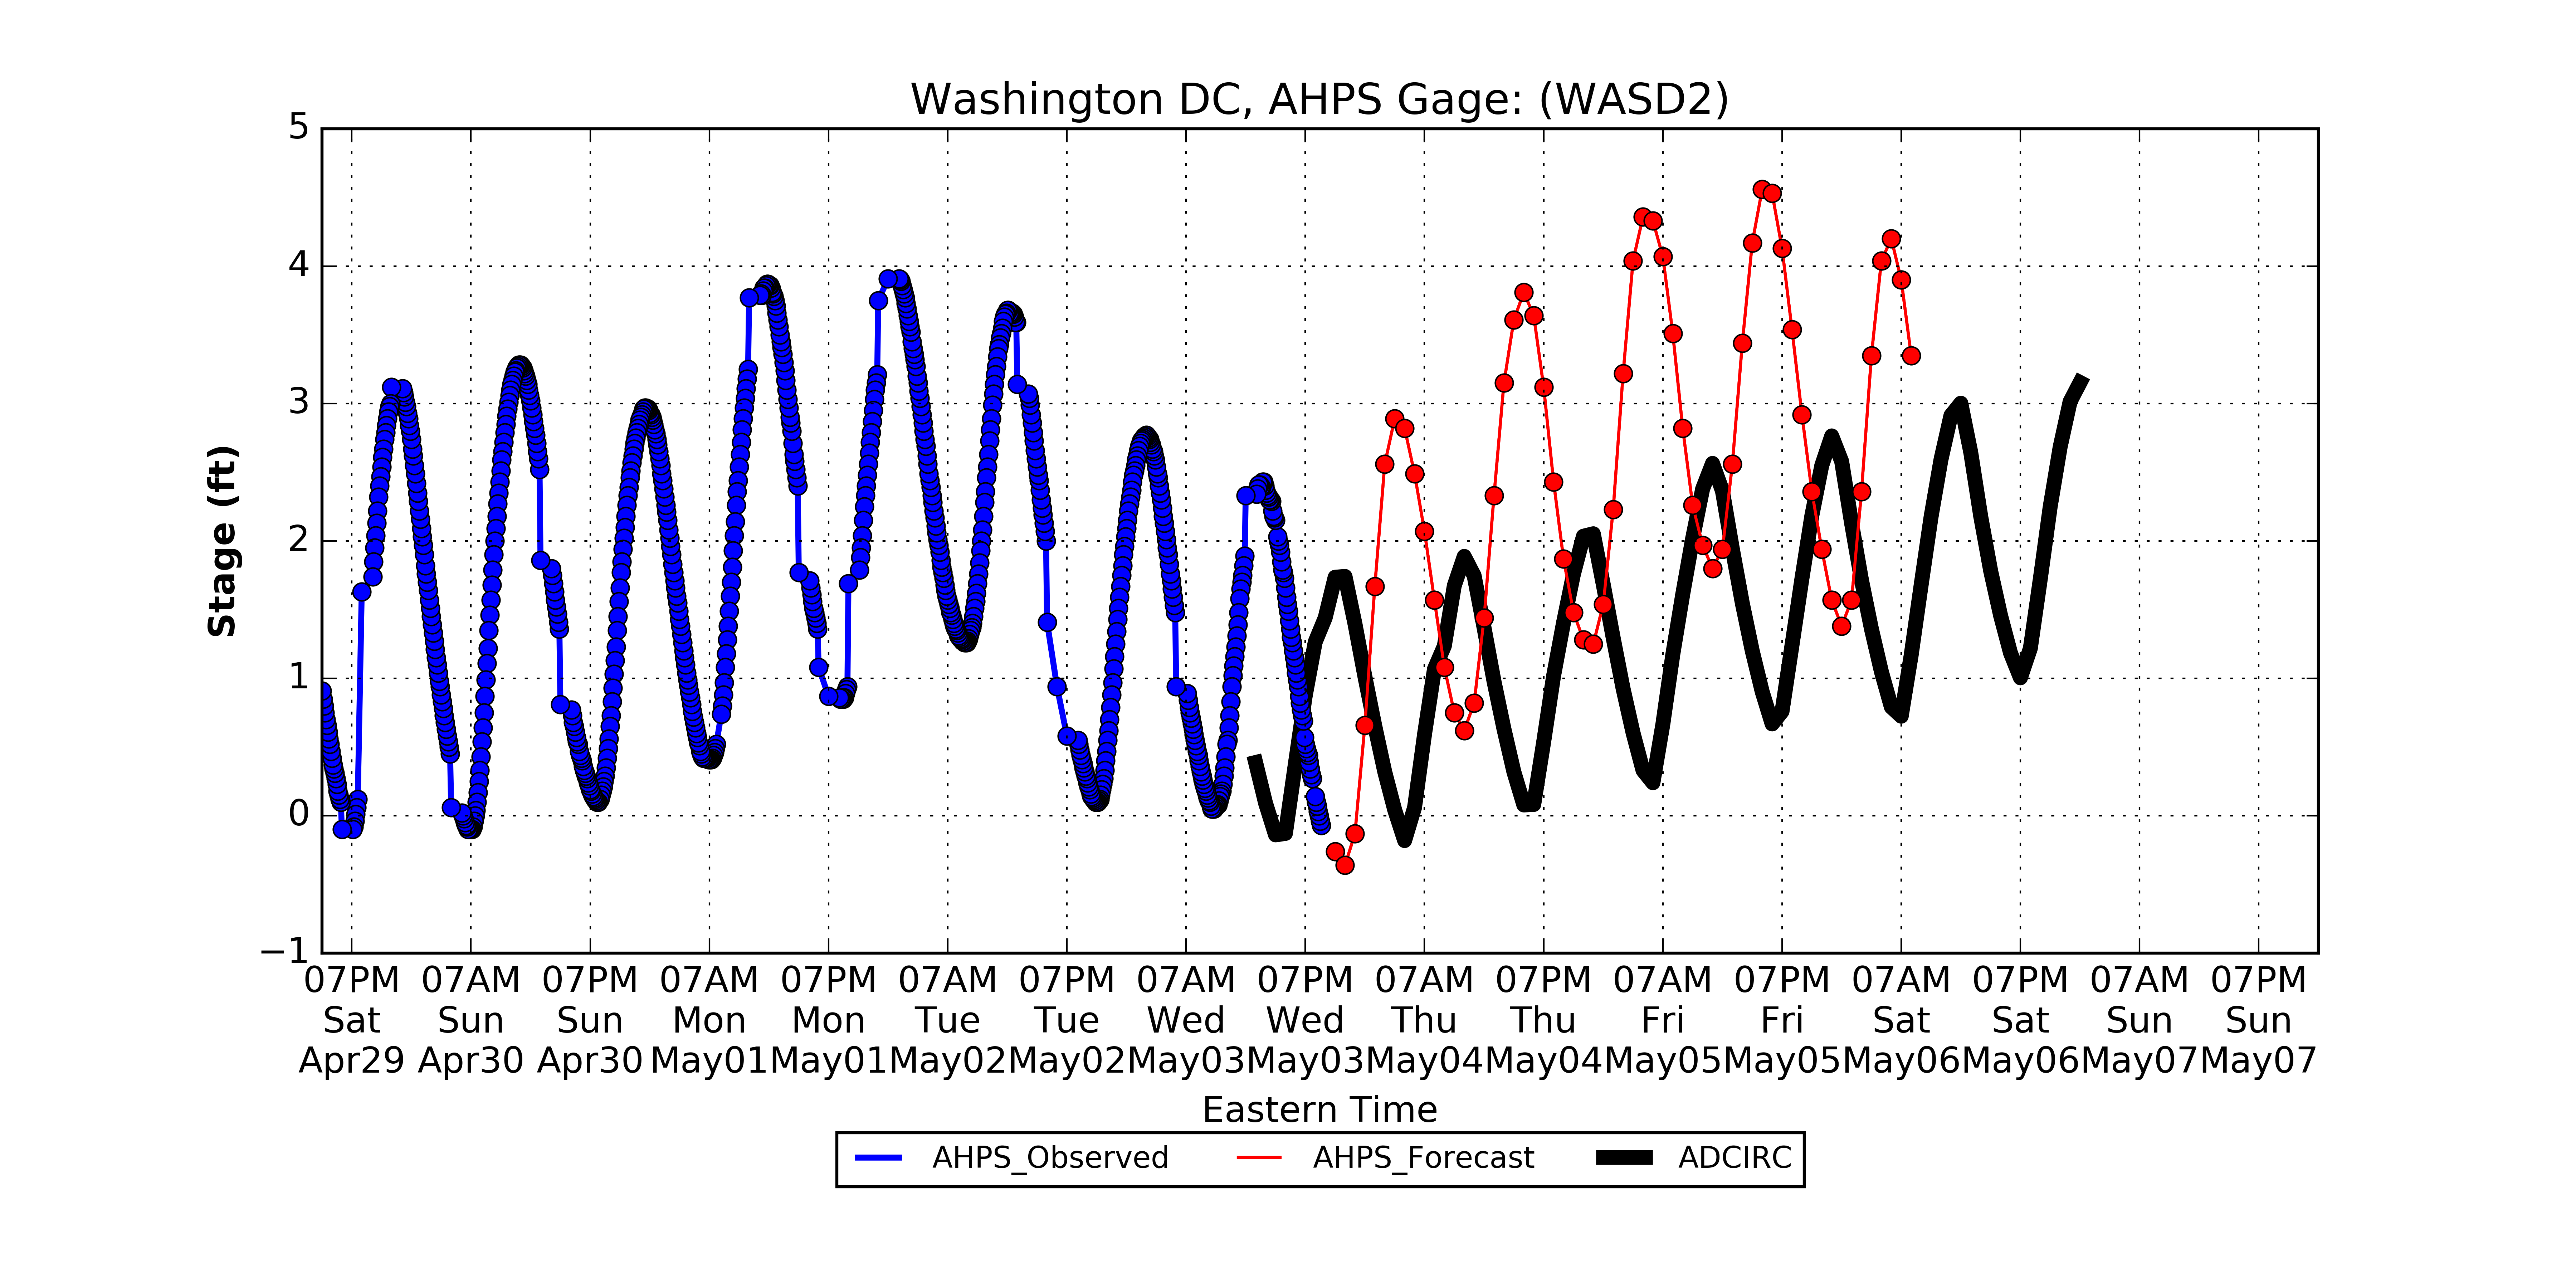 Washington DC, AHPS Gage: (WASD2)
5
4
3
2
1
0
−1
Stage (ft)
07PM 07AM 07PM 07AM 07PM 07AM 07PM 07AM 07PM 07AM 07PM 07AM 07PM 07AM 07PM 07AM 07PM
Sat Sun Sun Mon Mon Tue Tue Wed Wed Thu Thu Fri Fri Sat Sat Sun Sun
Apr29 Apr30 Apr30 May01 May01 May02 May02 May03 May03 May04 May04 May05 May05 May06 May06 May07 May07
Eastern Time
AHPS_Observed AHPS_Forecast ADCIRC